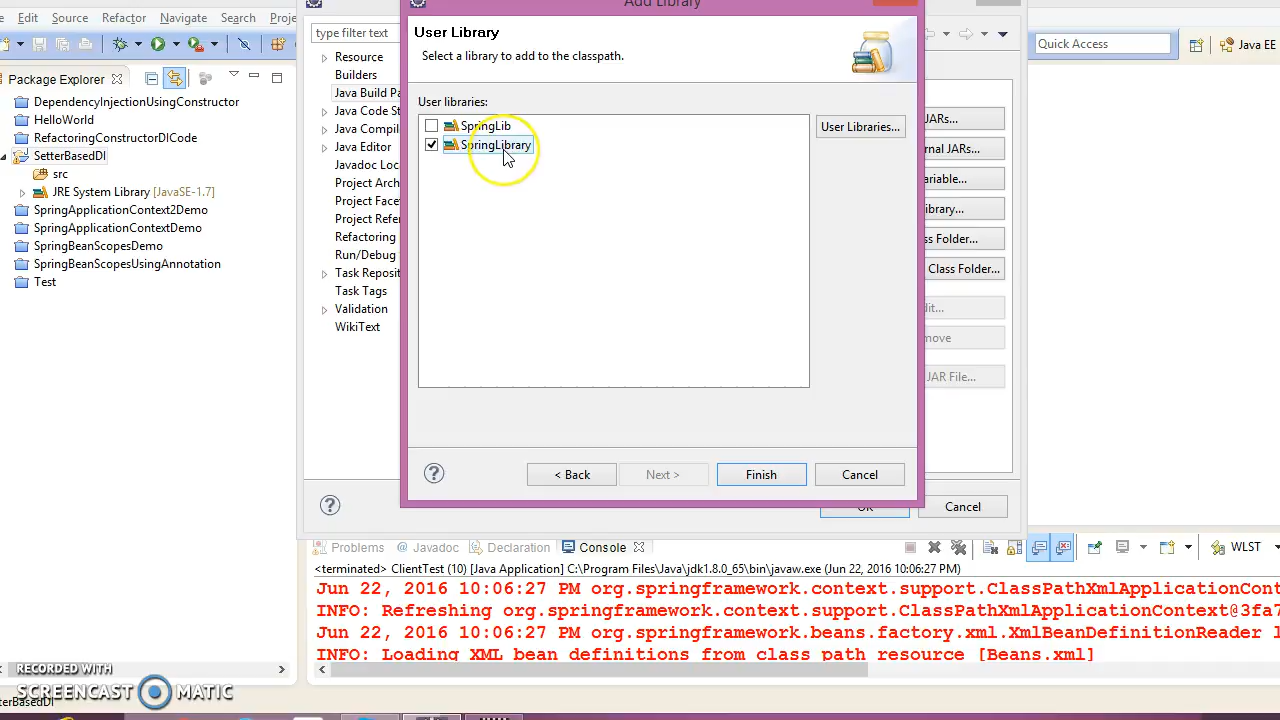 Add Library
Edit Source Refactoring Navigate Search Proje
Quick Access
Java EE
Package Explorer
DependencyInjectionUsingConstructor
HelloWorld
RefactoringConstructorDICode
SetterBasedDI
src
JRE System Library [JavaSE-1.7]
SpringApplicationContext2Demo
SpringApplicationContextDemo
SpringBeanScopesDemo
SpringBeanScopesUsingAnnotation
Test
type filter text
Resource
Builders
Java Build Pa
Java Code St
Java Compil
Java Editor
Javadoc Loc
Project Arch
Project Face
Project Refe
Refactoring
Run/Debug
Task Reposit
Task Tags
Validation
WikiText
User Library
Select a library to add to the classpath.
User libraries:
SpringLib
SpringLibrary
User Libraries...
< Back
Next >
Finish
Cancel
JARs...
rnal JARs...
ariable...
ibrary...
ss Folder...
Class Folder...
dit...
move
JAR File...
OK
Cancel
Problems
Javadoc
Declaration
Console
WLST
<terminated> ClientTest (10) [Java Application] C:\Program Files\Java\jdk1.8.0_65\bin\javaw.exe (Jun 22, 2016 10:06:27 PM)
Jun 22, 2016 10:06:27 PM org.springframework.context.support.ClassPathXmlApplicationCont
INFO: Refreshing org.springframework.context.support.ClassPathXmlApplicationContext@3fa7
Jun 22, 2016 10:06:27 PM org.springframework.beans.factory.xml.XmlBeanDefinitionReader l
INFO: Loading XML bean definitions from class path resource [Beans.xml]
RECORDED WITH
SCREENCAST MATIC
tterBasedDI